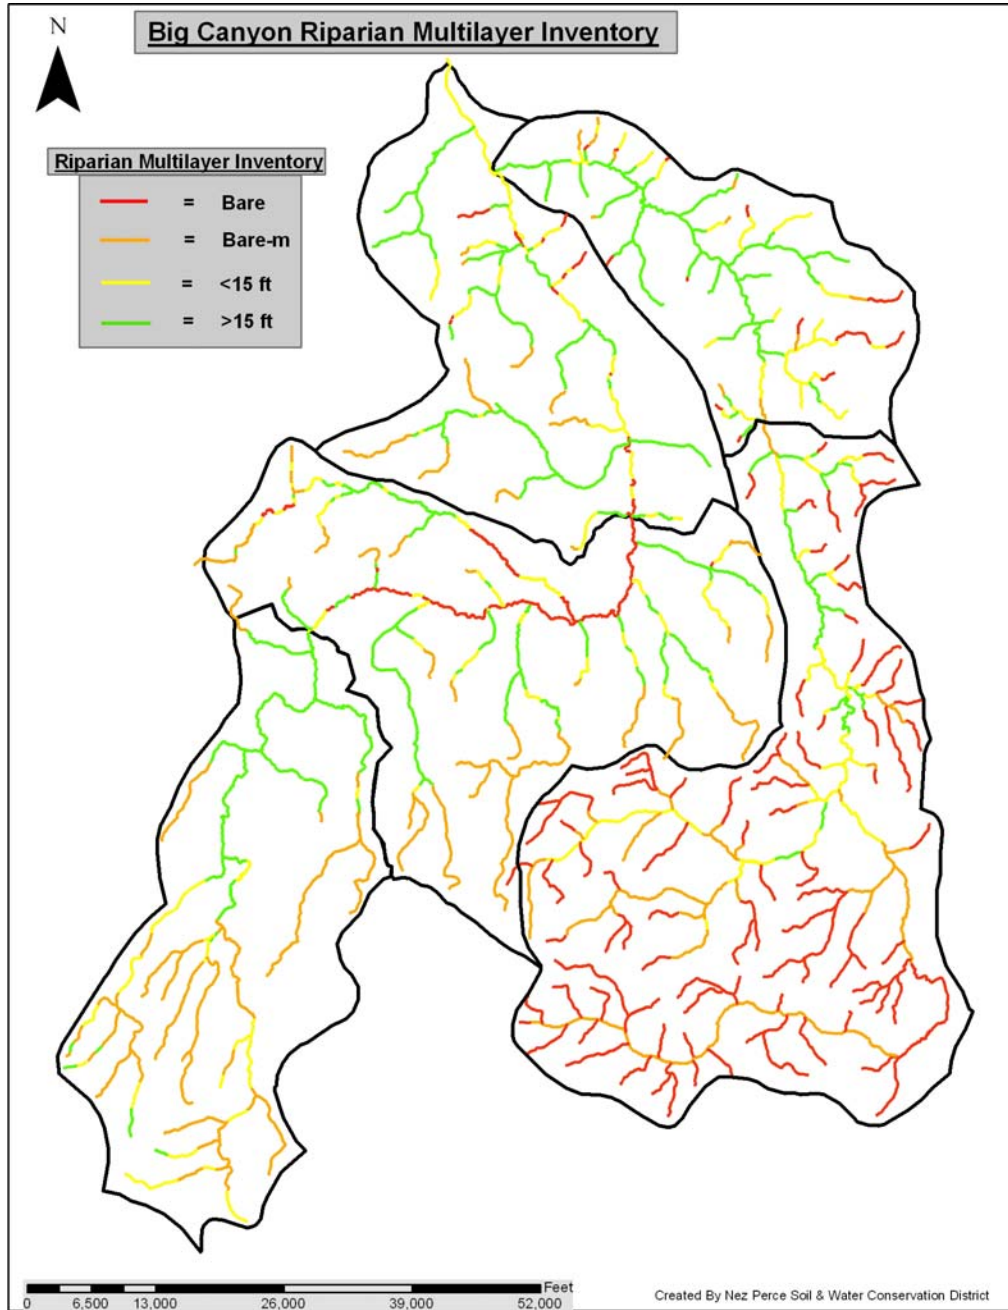 N
Big Canyon Riparian Multilayer Inventory
Riparian Multilayer Inventory
= Bare
= Bare-m
= <15 ft
= >15 ft
Feet
0 6,500 13,000 26,000 39,000 52,000
Created By Nez Perce Soil & Water Conservation District